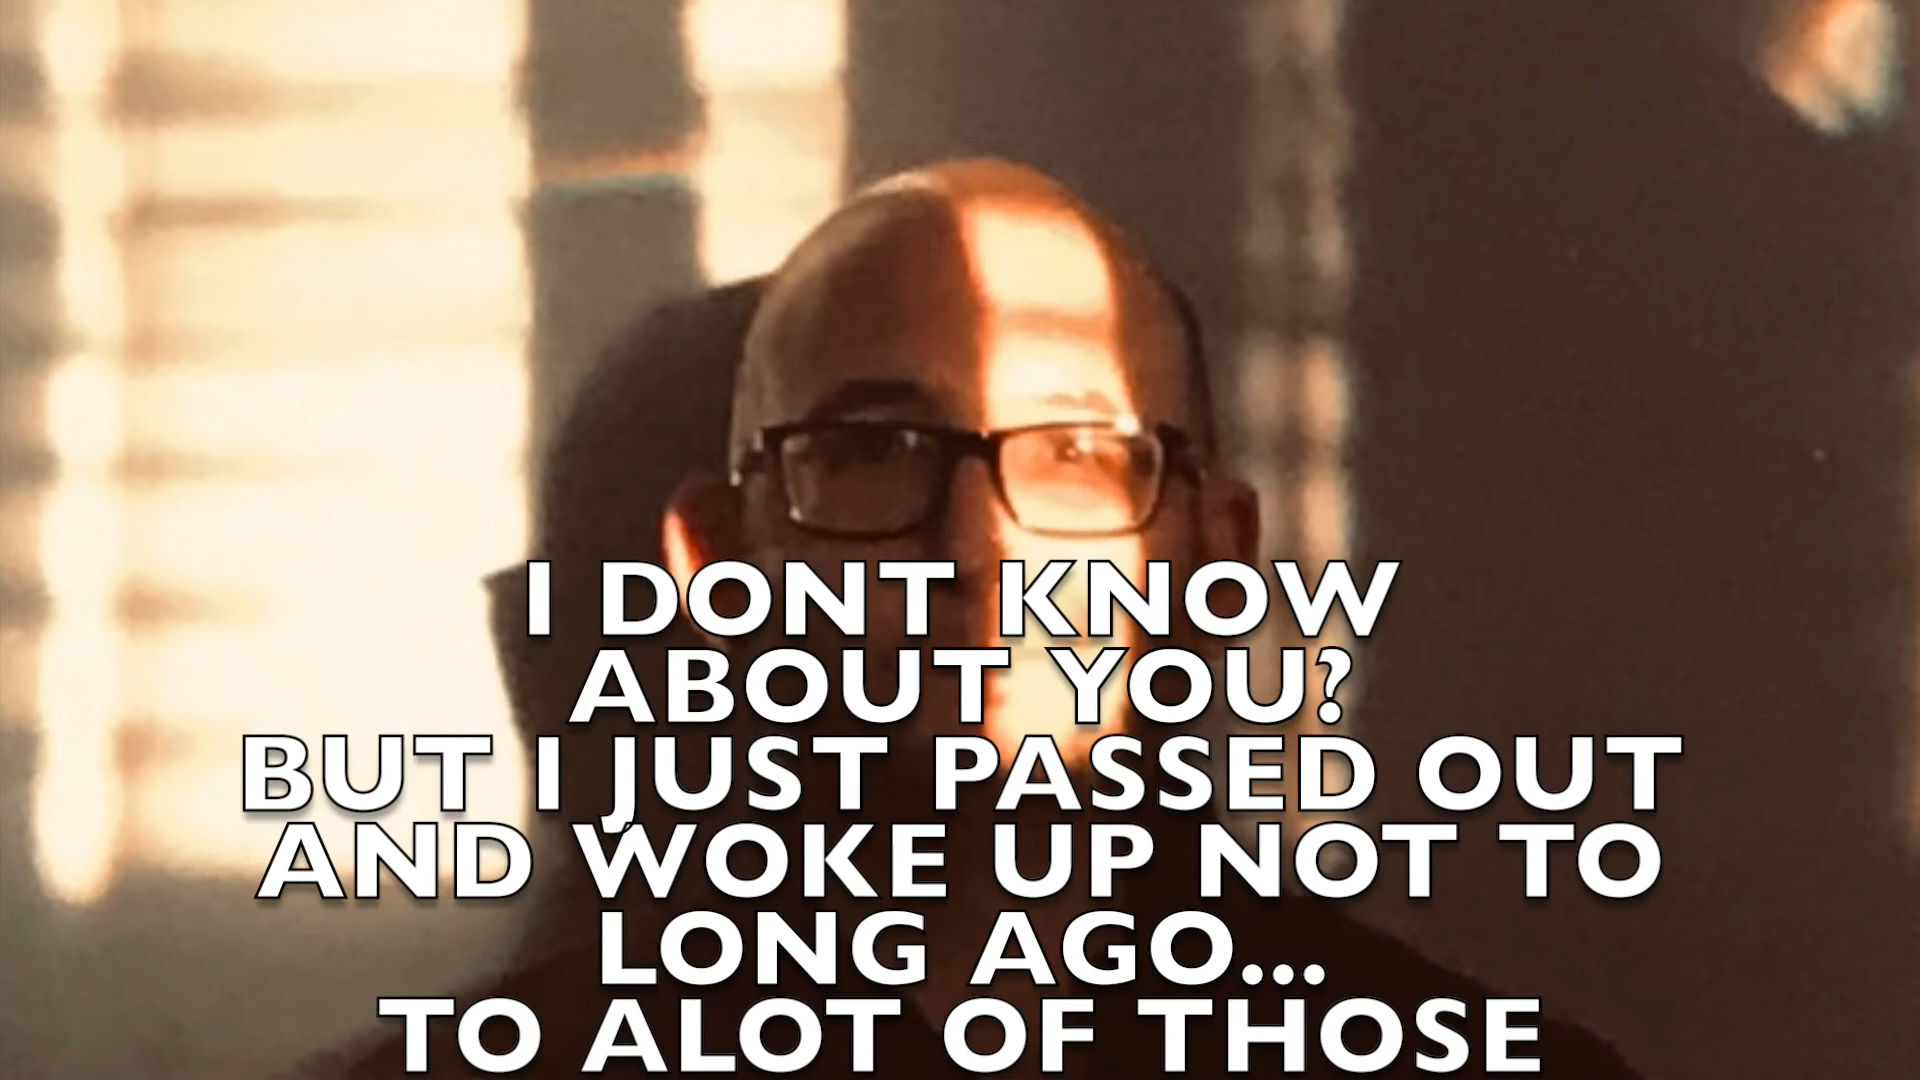 I DONT KNOW
ABOUT YOU?
BUT I JUST PASSED OUT
AND WOKE UP NOT TO
LONG AGO...
TO ALOT OF THOSE